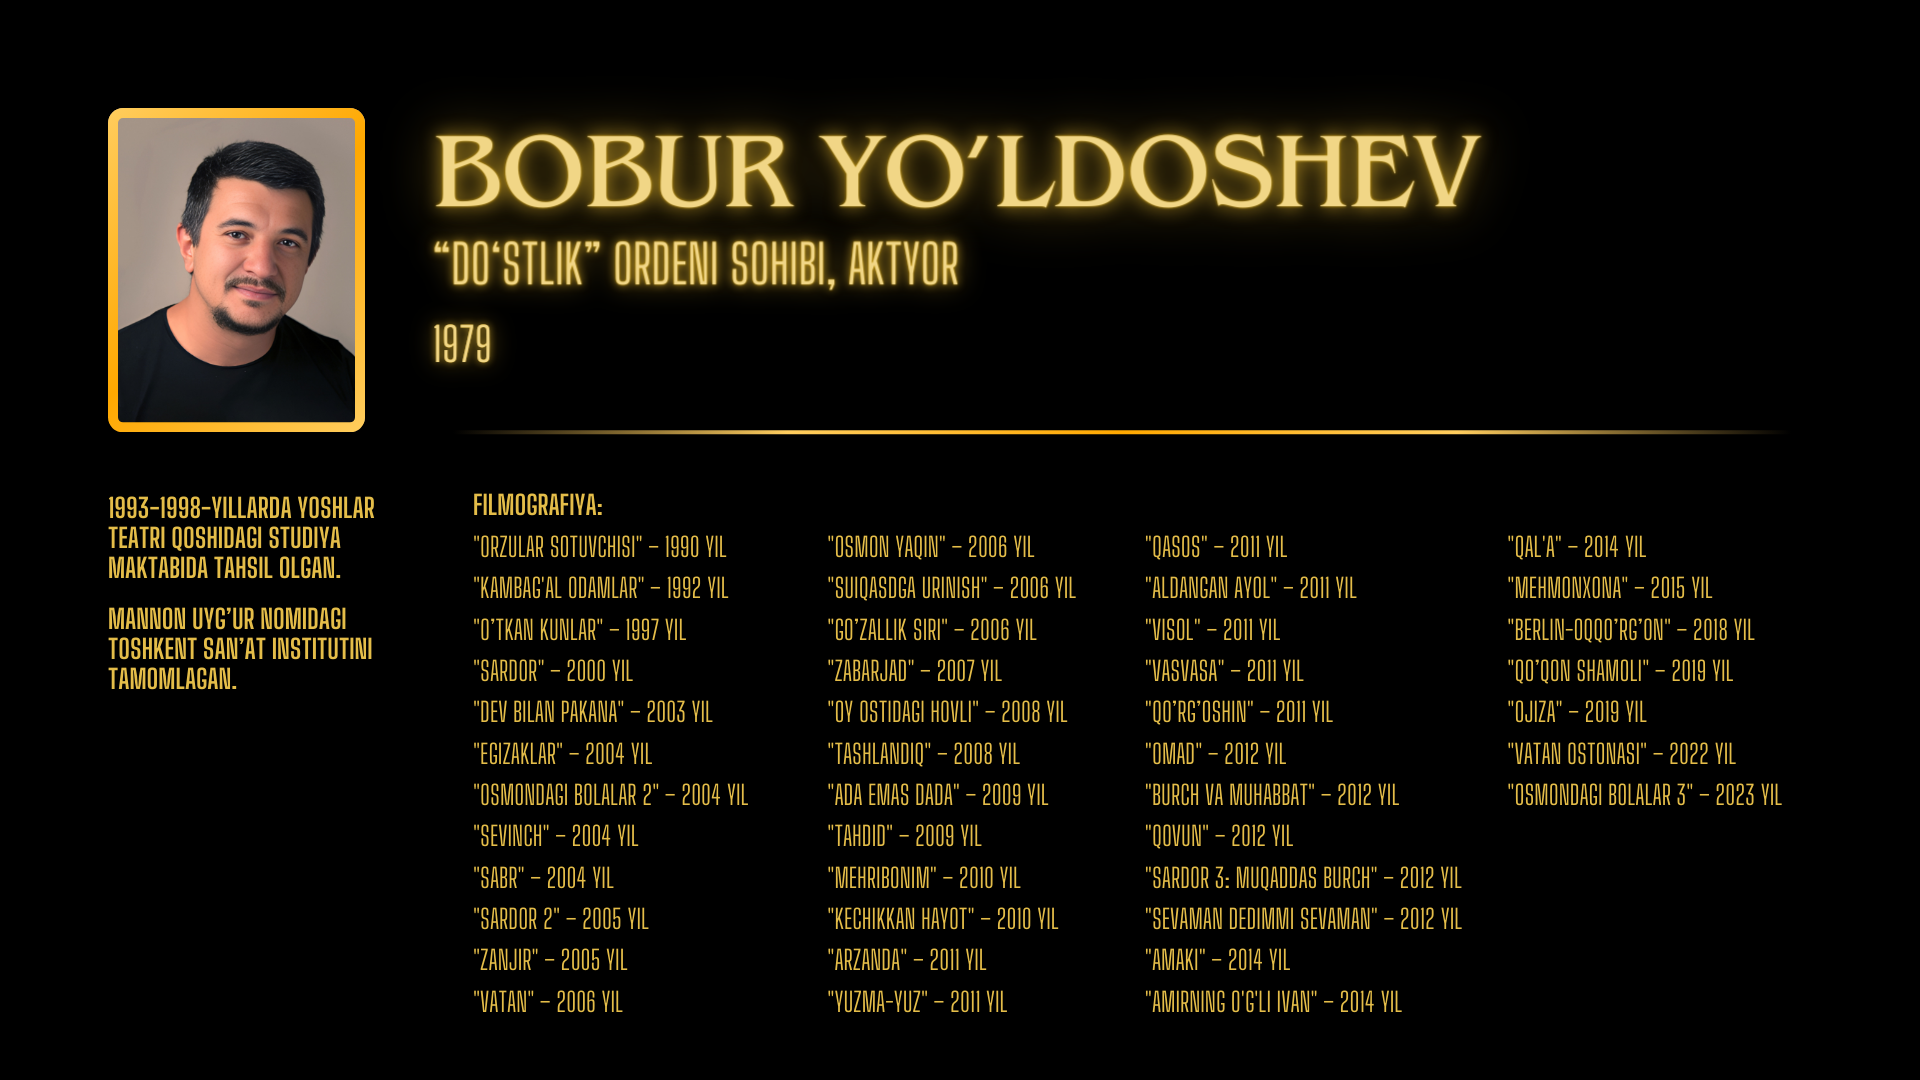 BOBUR YO’LDOSHEV
“DO‘STLIK” ORDENI SOHIBI, AKTYOR
1979
1993-1998-YILLARDA YOSHLAR
TEATRI QOSHIDAGI STUDIYA
MAKTABIDA TAHSIL OLGAN.
MANNON UYG’UR NOMIDAGI
TOSHKENT SAN’AT INSTITUTINI
TAMOMLAGAN.
FILMOGRAFIYA:
"ORZULAR SOTUVCHISI" – 1990 YIL
"KAMBAG'AL ODAMLAR" – 1992 YIL
"O’TKAN KUNLAR" – 1997 YIL
"SARDOR" – 2000 YIL
"DEV BILAN PAKANA" – 2003 YIL
"EGIZAKLAR" – 2004 YIL
"OSMONDAGI BOLALAR 2" – 2004 YIL
"SEVINCH" – 2004 YIL
"SABR" – 2004 YIL
"SARDOR 2" – 2005 YIL
"ZANJIR" – 2005 YIL
"VATAN" – 2006 YIL
"OSMON YAQIN" – 2006 YIL
"SUIQASDGA URINISH" – 2006 YIL
"GO’ZALLIK SIRI" – 2006 YIL
"ZABARJAD" – 2007 YIL
"OY OSTIDAGI HOVLI" – 2008 YIL
"TASHLANDIQ" – 2008 YIL
"ADA EMAS DADA" – 2009 YIL
"TAHDID" – 2009 YIL
"MEHRIBONIM" – 2010 YIL
"KECHIKKAN HAYOT" – 2010 YIL
"ARZANDA" – 2011 YIL
"YUZMA-YUZ" – 2011 YIL
"QASOS" – 2011 YIL
"ALDANGAN AYOL" – 2011 YIL
"VISOL" – 2011 YIL
"VASVASA" – 2011 YIL
"QO’RG’OSHIN" – 2011 YIL
"OMAD" – 2012 YIL
"BURCH VA MUHABBAT" – 2012 YIL
"QOVUN" – 2012 YIL
"SARDOR 3: MUQADDAS BURCH" – 2012 YIL
"SEVAMAN DEDIMMI SEVAMAN" – 2012 YIL
"AMAKI" – 2014 YIL
"AMIRNING O'G'LI IVAN" – 2014 YIL
"QAL'A" – 2014 YIL
"MEHMONXONA" – 2015 YIL
"BERLIN-OQQO’RG’ON" – 2018 YIL
"QO’QON SHAMOLI" – 2019 YIL
"OJIZA" – 2019 YIL
"VATAN OSTONASI" – 2022 YIL
"OSMONDAGI BOLALAR 3" – 2023 YIL